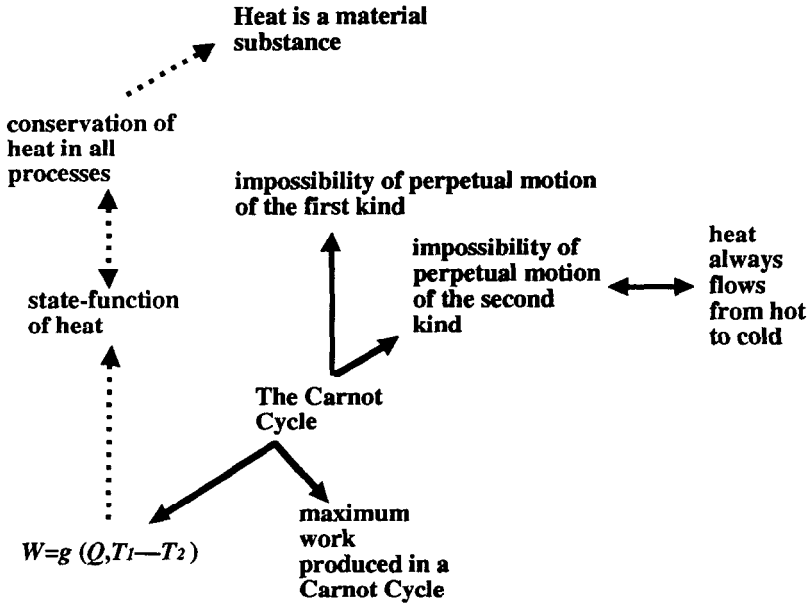 Heat is a material
substance
conservation of
heat in all
processes
impossibility of perpetual motion
of the first kind
impossibility of
perpetual motion
of the second
kind
heat
always
flows
from hot
to cold
state-function
of heat
The Carnot
Cycle
W=g (Q,T1—T2)
maximum
work
produced in a
Carnot Cycle